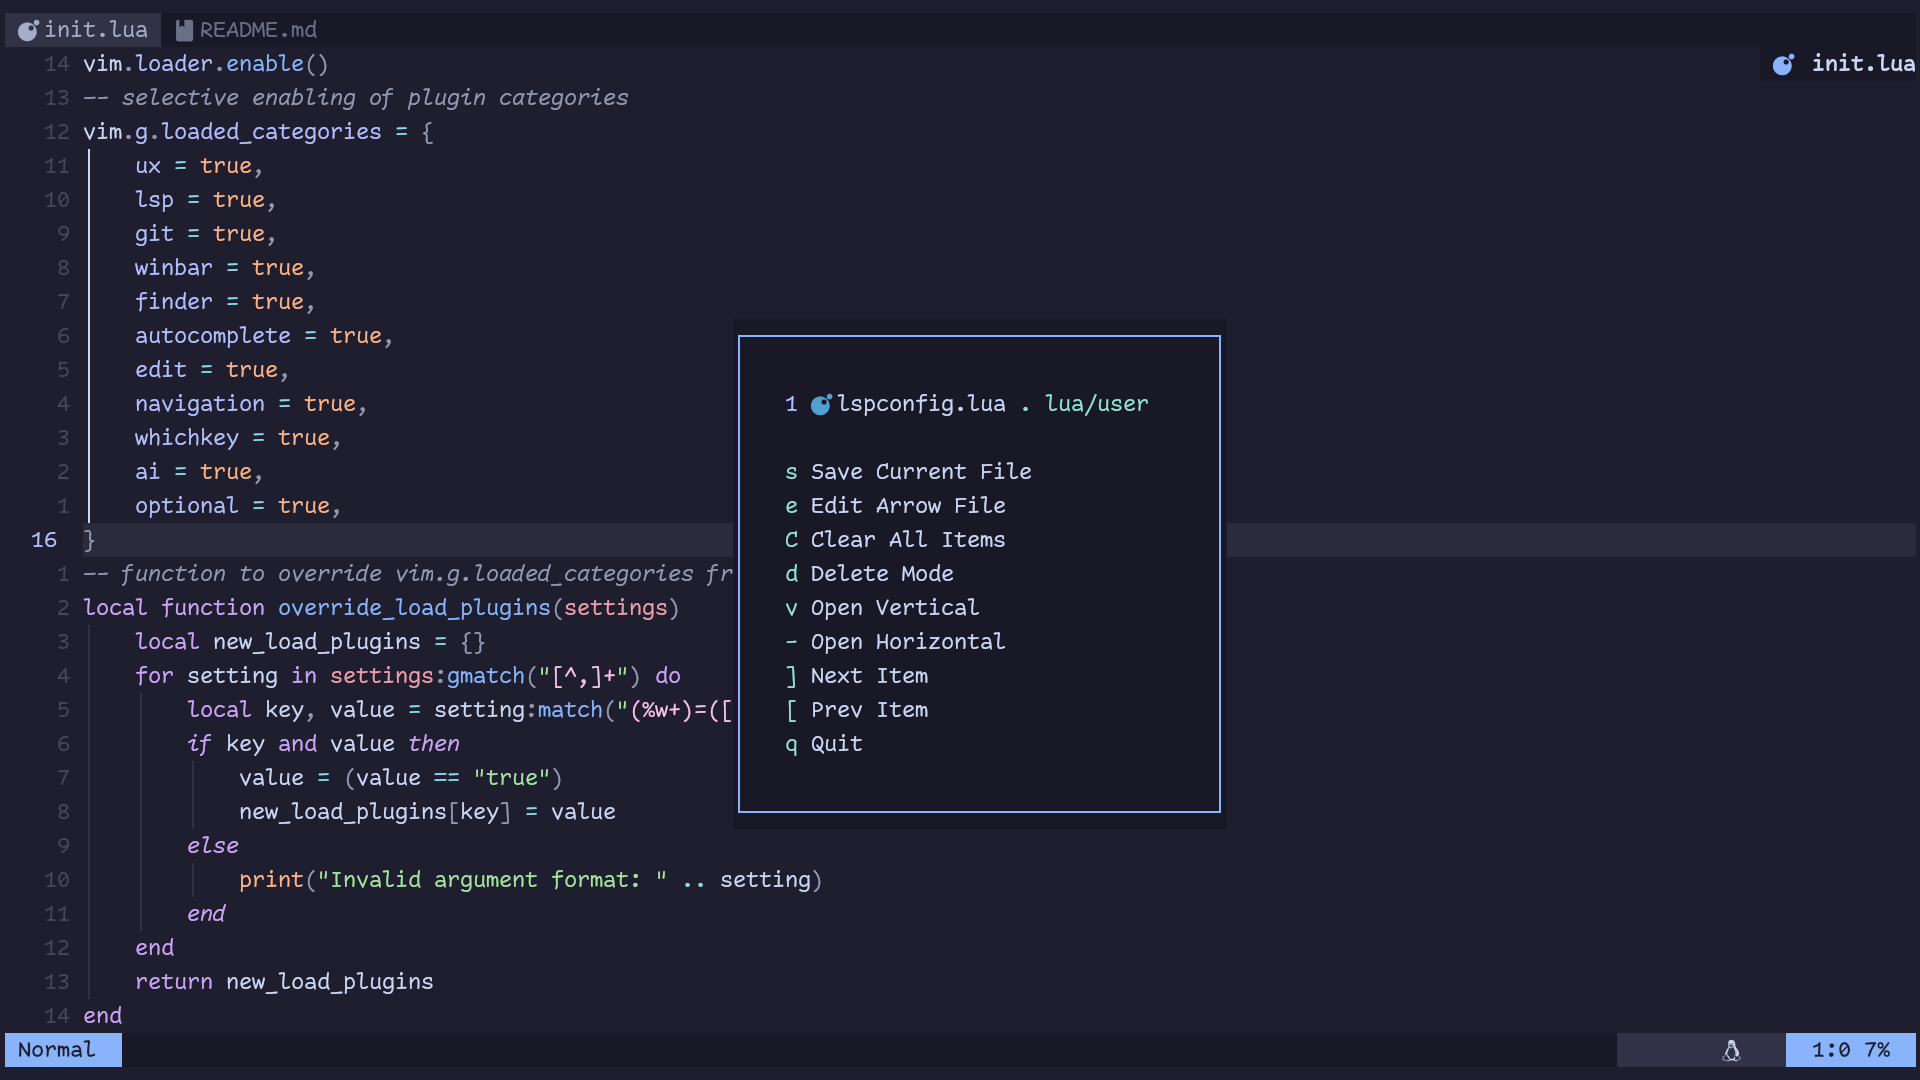 init.lua README.md
14 vim.loader.enable() init.lua
13 -- selective enabling of plugin categories
12 vim.g.loaded_categories = {
11 ux = true,
10 lsp = true,
9 git = true,
8 winbar = true,
7 finder = true,
6 autocomplete = true,
5 edit = true,
4 navigation = true,
3 whichkey = true,
2 ai = true,
1 optional = true,
16 }
1 -- function to override vim.g.loaded_categories fr
2 local function override_load_plugins(settings)
3 local new_load_plugins = {}
4 for setting in settings:gmatch("[^,]+") do
5 local key, value = setting:match("(%w+)=([
6 if key and value then
7 value = (value == "true")
8 new_load_plugins[key] = value
9 else
10 print("Invalid argument format: " .. setting)
11 end
12 end
13 return new_load_plugins
14 end
1 lspconfig.lua . lua/user
s Save Current File
e Edit Arrow File
C Clear All Items
d Delete Mode
v Open Vertical
- Open Horizontal
] Next Item
[ Prev Item
q Quit
Normal 1:0 7%